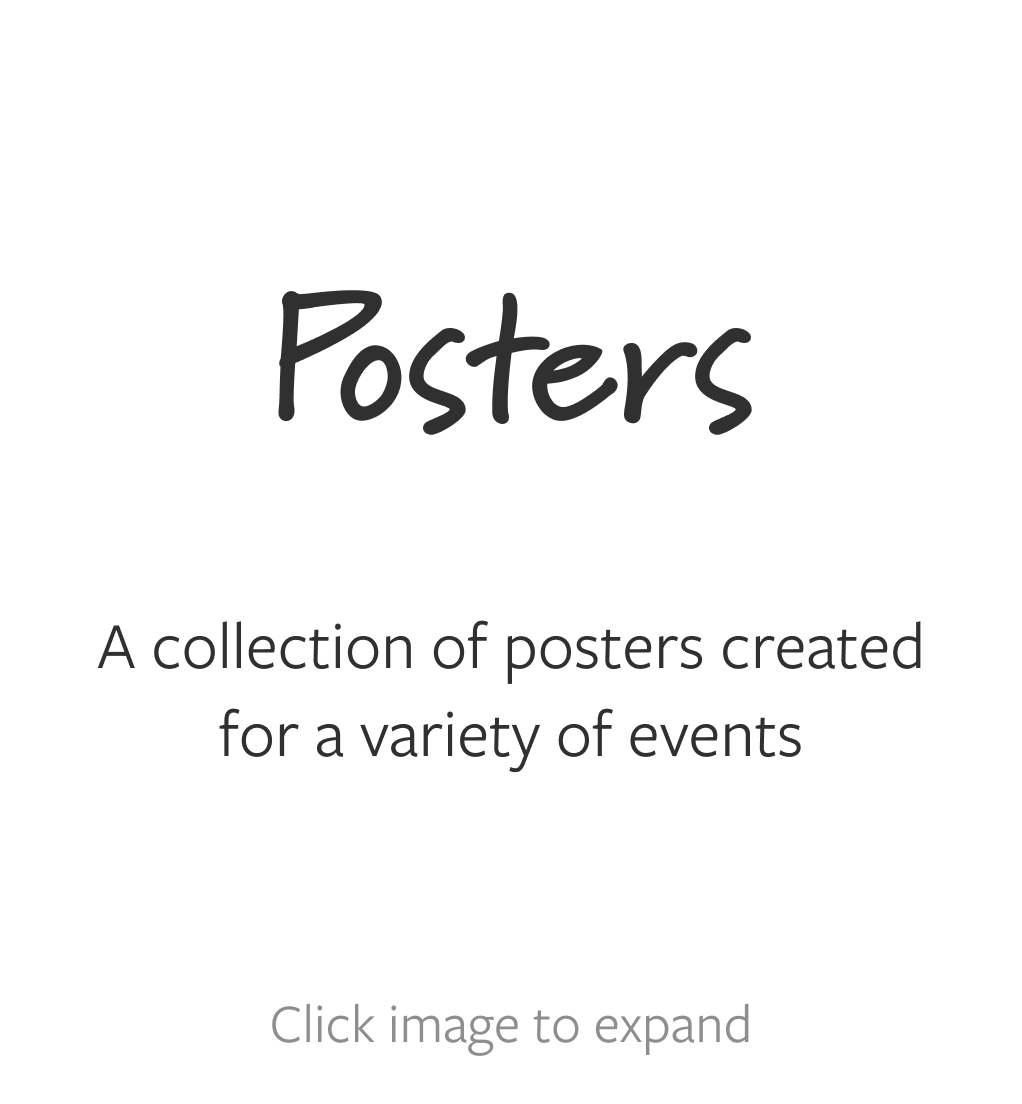 Posters
A collection of posters created
for a variety of events
Click image to expand